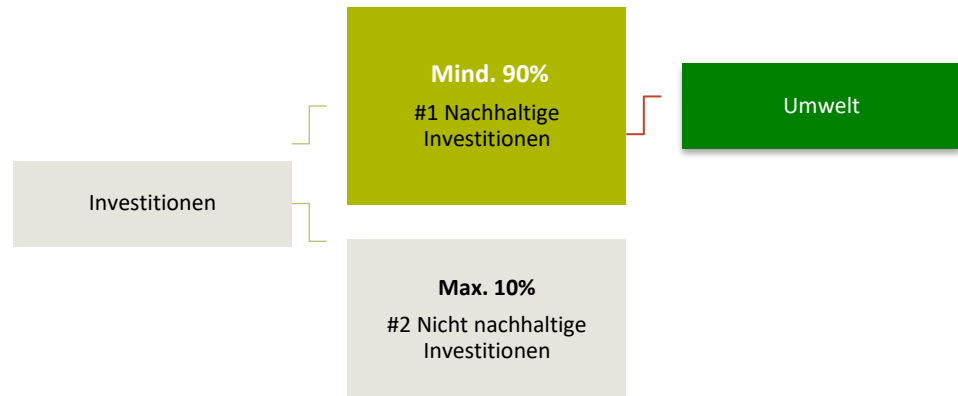 Mind. 90%
#1 Nachhaltige
Investitionen
Umwelt
Investitionen
Max. 10%
#2 Nicht nachhaltige
Investitionen